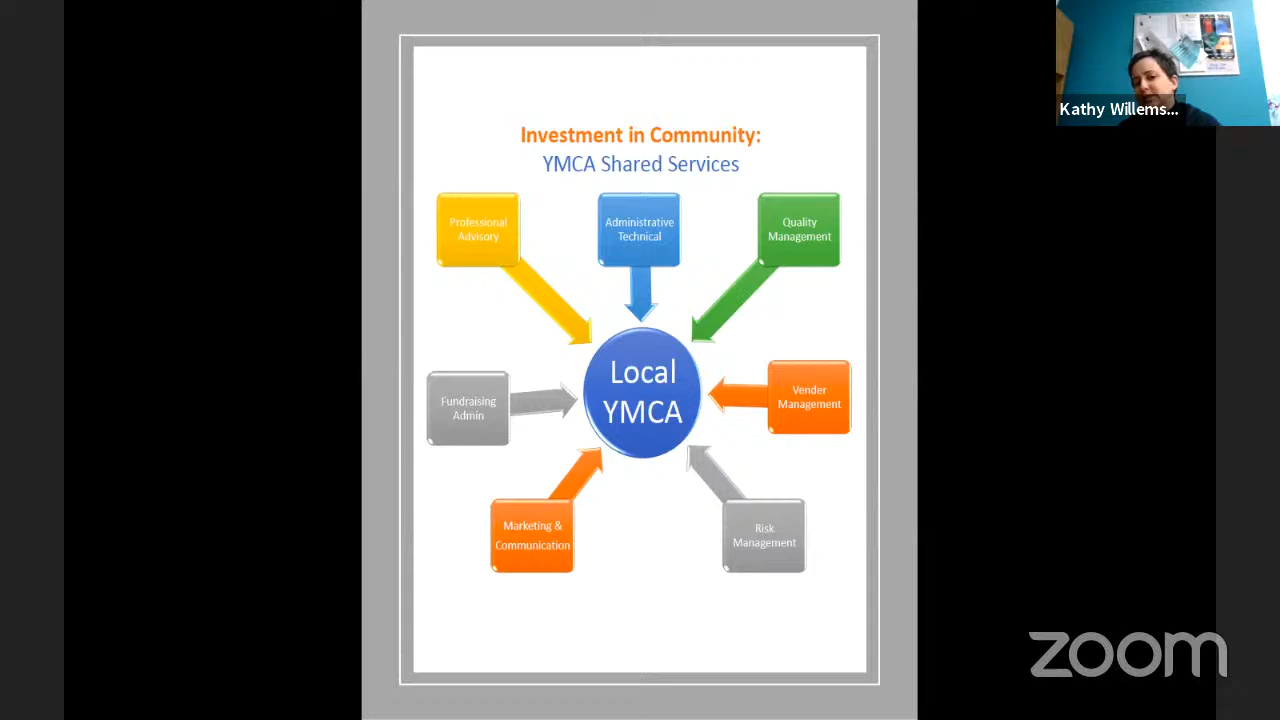 Kathy Willems...
Investment in Community:
YMCA Shared Services
Professional
Advisory
Administrative
Technical
Quality
Management
Local
YMCA
Fundraising
Admin
Vender
Management
Marketing &
Communication
Risk
Management
zoom